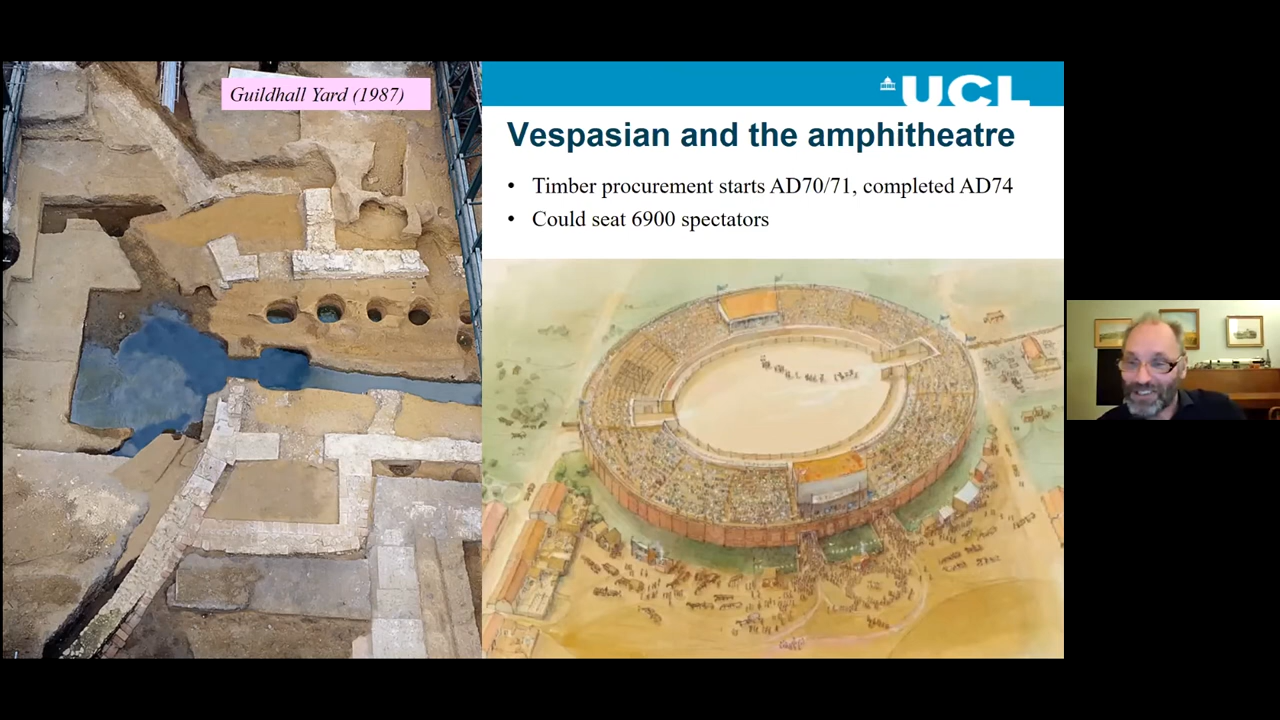 Guildhall Yard (1987)
UCL
Vespasian and the amphitheatre
• Timber procurement starts AD70/71, completed AD74
• Could seat 6900 spectators